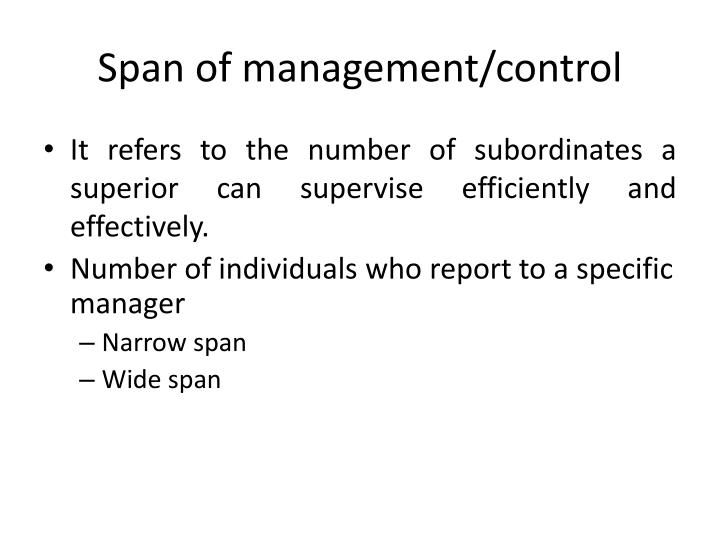 Span of management/control
• It refers to the number of subordinates a
superior can supervise efficiently and
effectively.
• Number of individuals who report to a specific
manager
– Narrow span
– Wide span